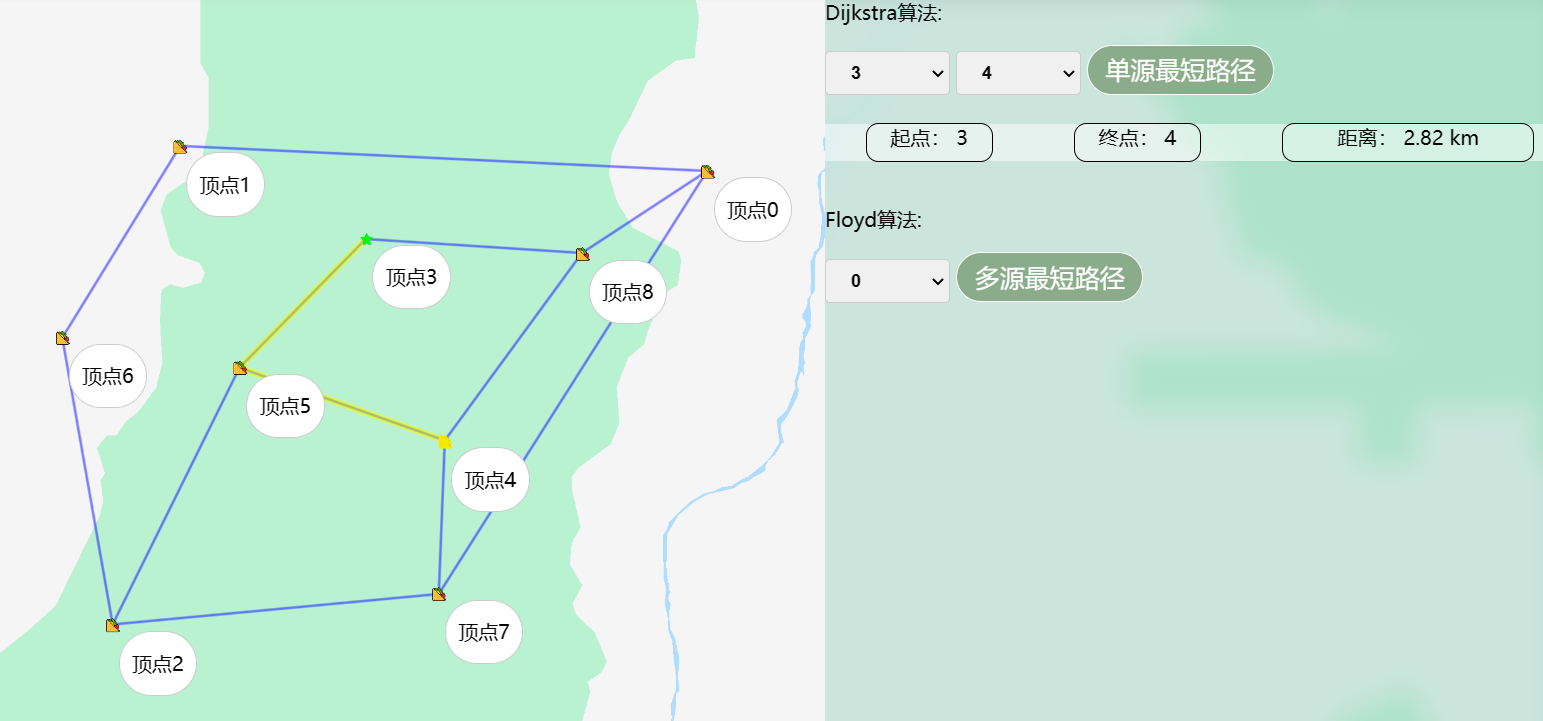 顶点1
顶点0
顶点3
顶点8
顶点6
顶点5
顶点4
顶点7
顶点2
Dijkstra算法:
3 4 单源最短路径
起点： 3 终点： 4 距离： 2.82 km
Floyd算法:
0 多源最短路径